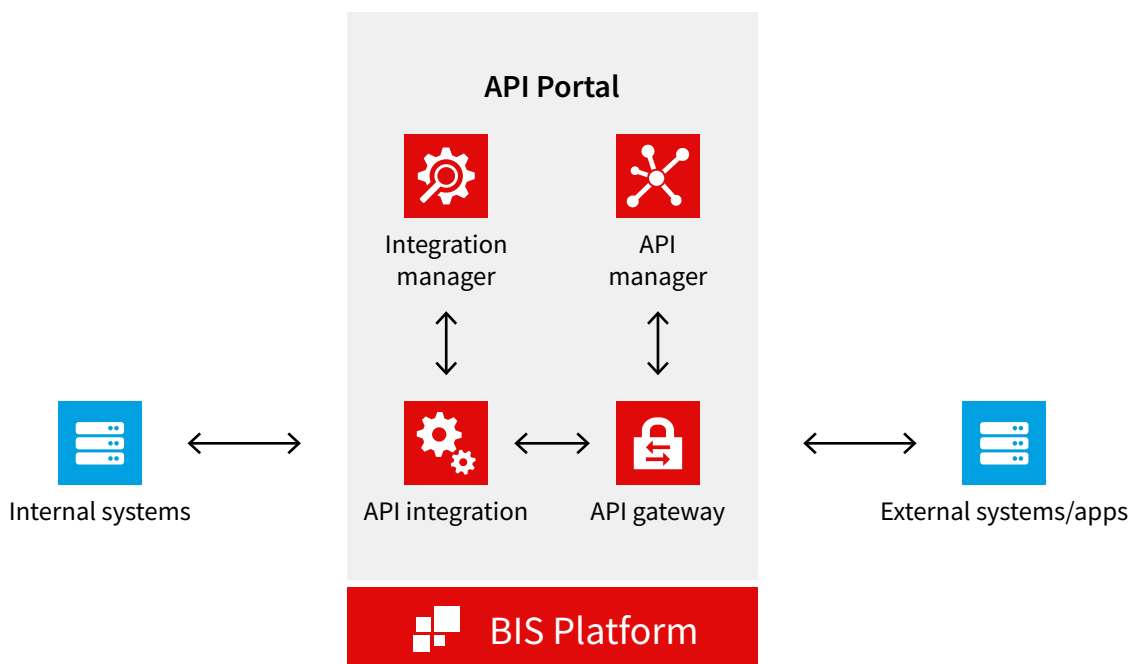 API Portal
Integration
manager
API
manager
Internal systems
API integration
API gateway
External systems/apps
BIS Platform